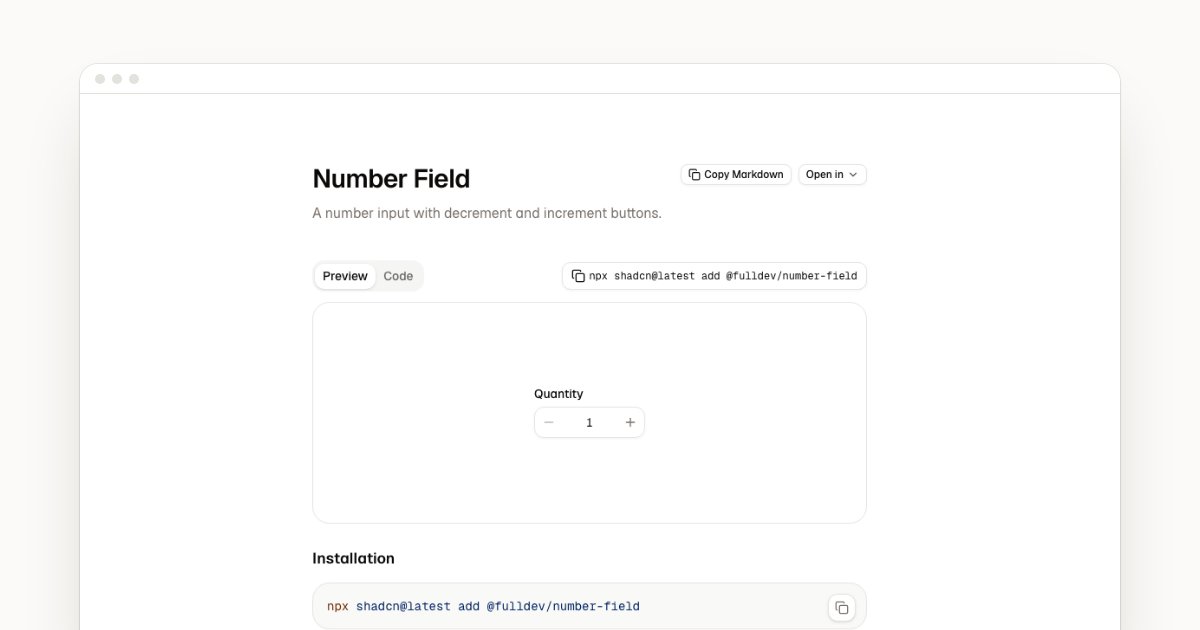 Number Field
Copy Markdown
Open in
A number input with decrement and increment buttons.
Preview
Code
npx shadcn@latest add @fulldev/number-field
Quantity
− 1 +
Installation
npx shadcn@latest add @fulldev/number-field